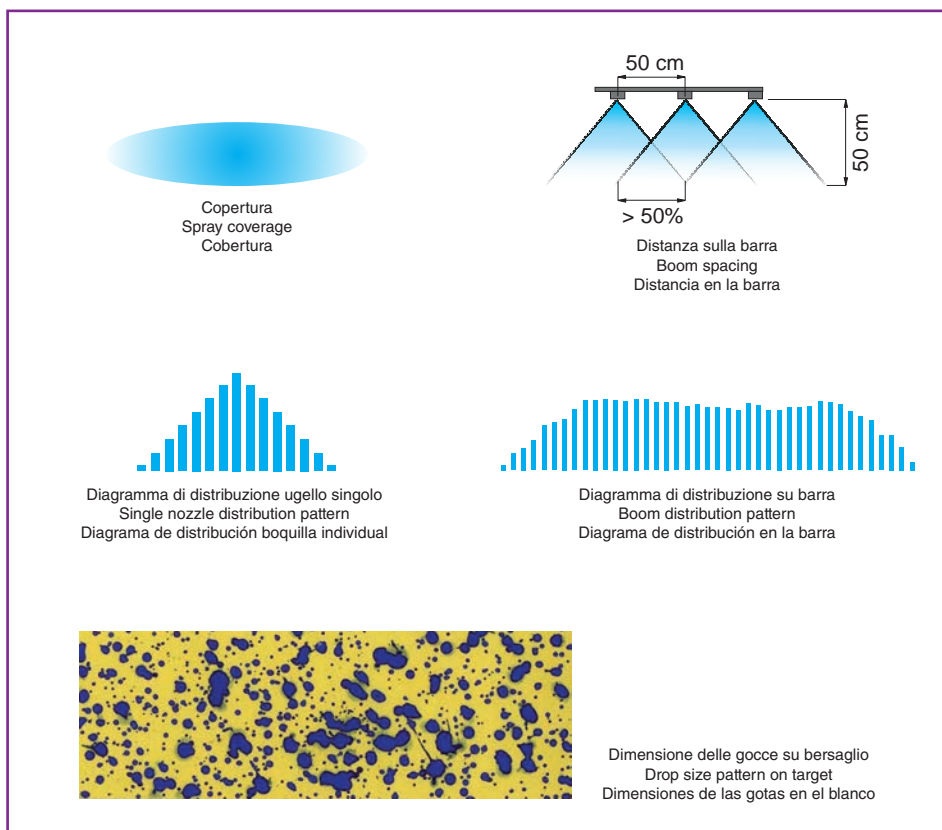 Copertura
Spray coverage
Cobertura
50 cm
50 cm
> 50%
Distanza sulla barra
Boom spacing
Distancia en la barra
Diagramma di distribuzione ugello singolo
Single nozzle distribution pattern
Diagrama de distribución boquilla individual
Diagramma di distribuzione su barra
Boom distribution pattern
Diagrama de distribución en la barra
Dimensione delle gocce su bersaglio
Drop size pattern on target
Dimensiones de las gotas en el blanco